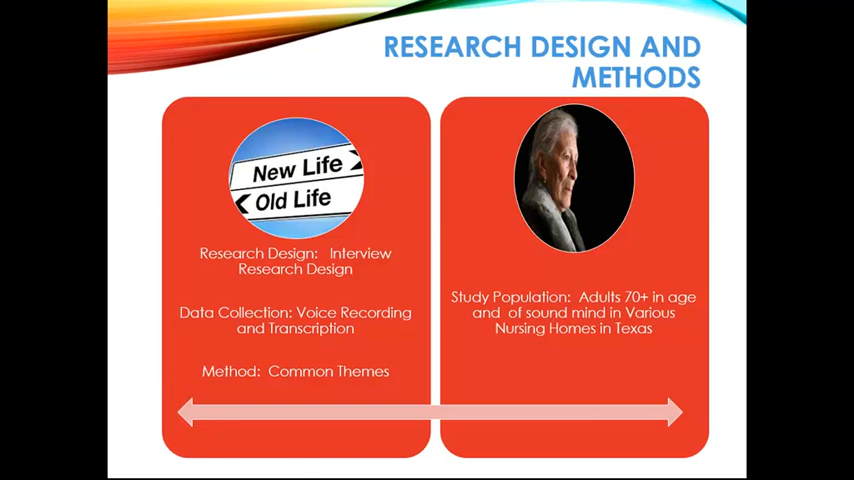 RESEARCH DESIGN AND
METHODS
New Life
Old Life
Research Design: Interview
Research Design
Data Collection: Voice Recording
and Transcription
Method: Common Themes
Study Population: Adults 70+ in age
and of sound mind in Various
Nursing Homes in Texas